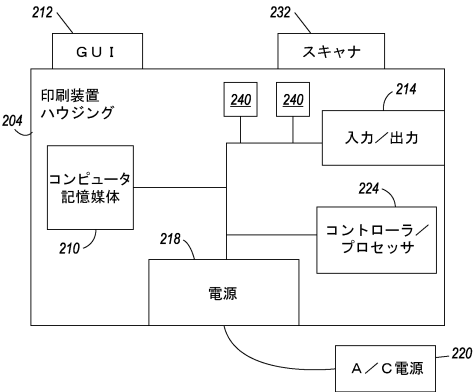 212
232
ＧＵＩ
スキャナ
印刷装置
ハウジング
204
240
240
214
入力／出力
コンピュータ
記憶媒体
210
224
コントローラ／
プロセッサ
218
電源
220
Ａ／Ｃ電源